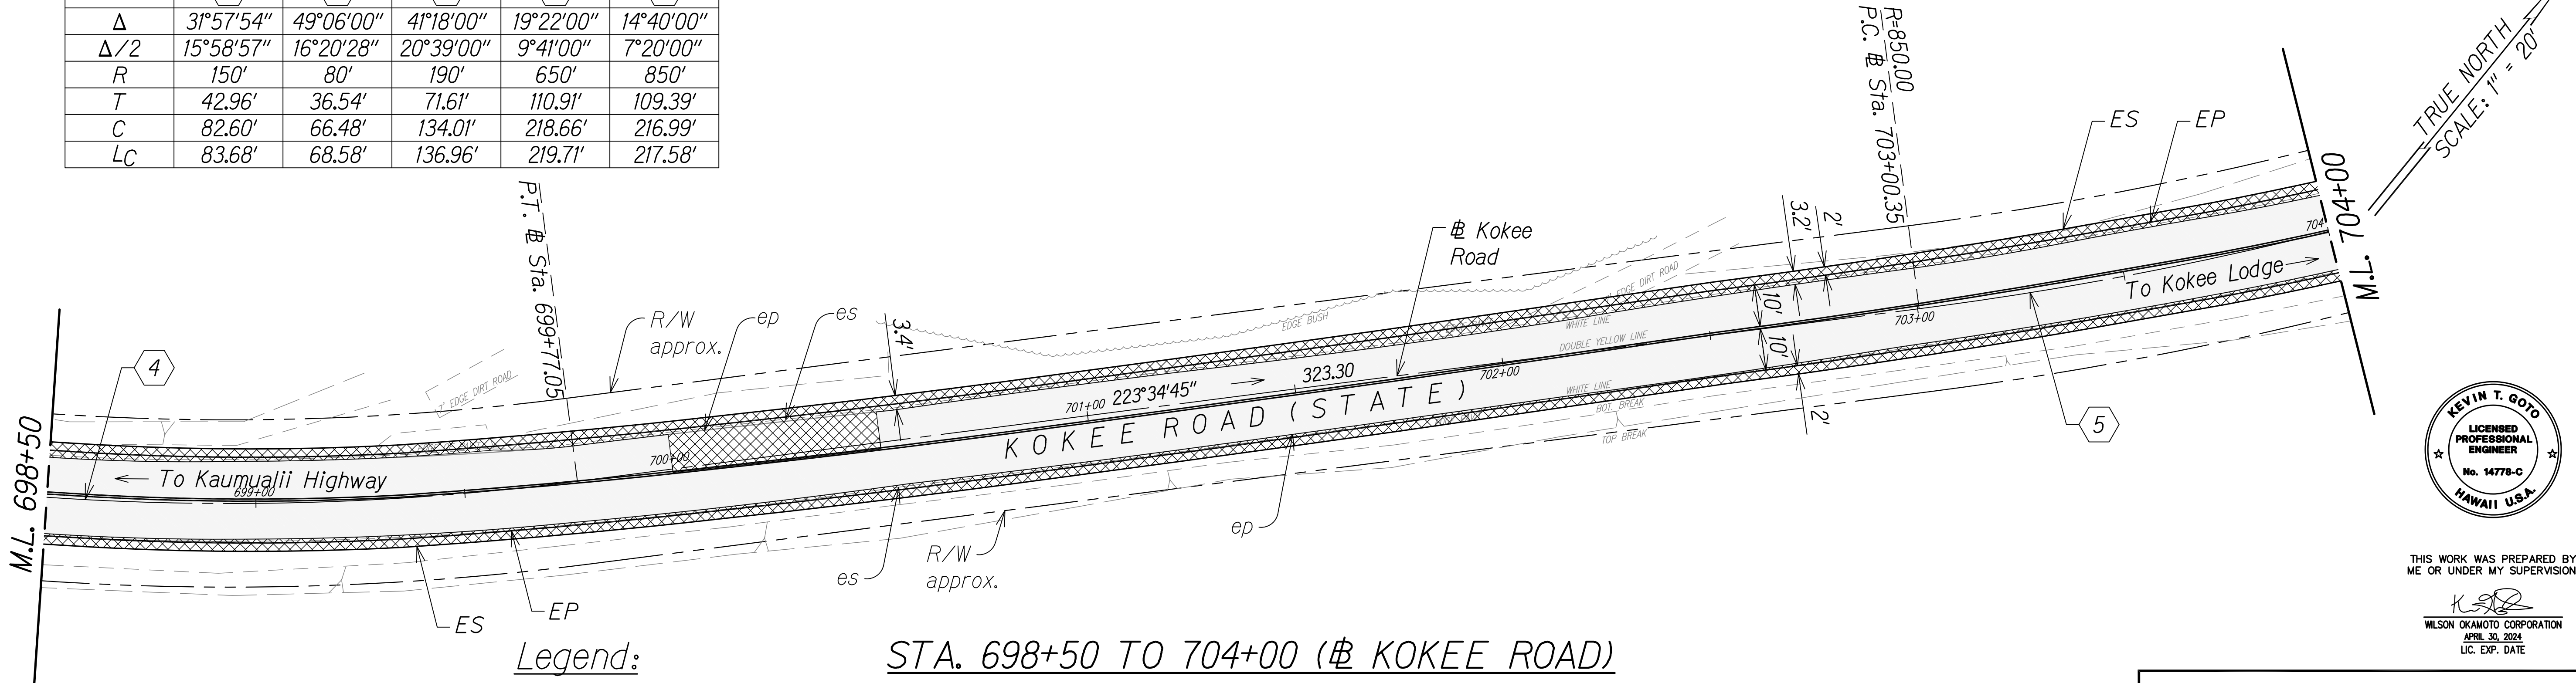 Δ 31°57'54" 49°06'00" 41°18'00" 19°22'00" 14°40'00"
Δ/2 15°58'57" 16°20'28" 20°39'00" 9°41'00" 7°20'00"
R 150' 80' 190' 650' 850'
T 42.96' 36.54' 71.61' 110.91' 109.39'
C 82.60' 66.48' 134.01' 218.66' 216.99'
LC 83.68' 68.58' 136.96' 219.71' 217.58'
R=850.00
P.C. ⅊ Sta. 703+00.35
TRUE NORTH
SCALE: 1" = 20'
ES
EP
P.T. ⅊ Sta. 699+77.05
3.2'
2'
M.L. 704+00
704
⅊ Kokee
Road
R/W
approx.
ep
es
3.4'
EDGE DIRT ROAD
EDGE BUSH
WHITE LINE
DOUBLE YELLOW LINE
10'
10'
703+00
To Kokee Lodge
4
2' EDGE DIRT ROAD
701+00
223°34'45"
323.30
702+00
KOKEE ROAD (STATE)
WHITE LINE
BOT. BREAK
TOP BREAK
2'
5
M.L. 698+50
To Kaumualii Highway
699+00
700+00
ep
R/W
approx.
es
EP
ES
KEVIN T. GOTO
LICENSED
PROFESSIONAL
ENGINEER
No. 14778-C
HAWAII U.S.A.
THIS WORK WAS PREPARED BY
ME OR UNDER MY SUPERVISION
WILSON OKAMOTO CORPORATION
APRIL 30, 2024
LIC. EXP. DATE
Legend:
STA. 698+50 TO 704+00 (⅊ KOKEE ROAD)